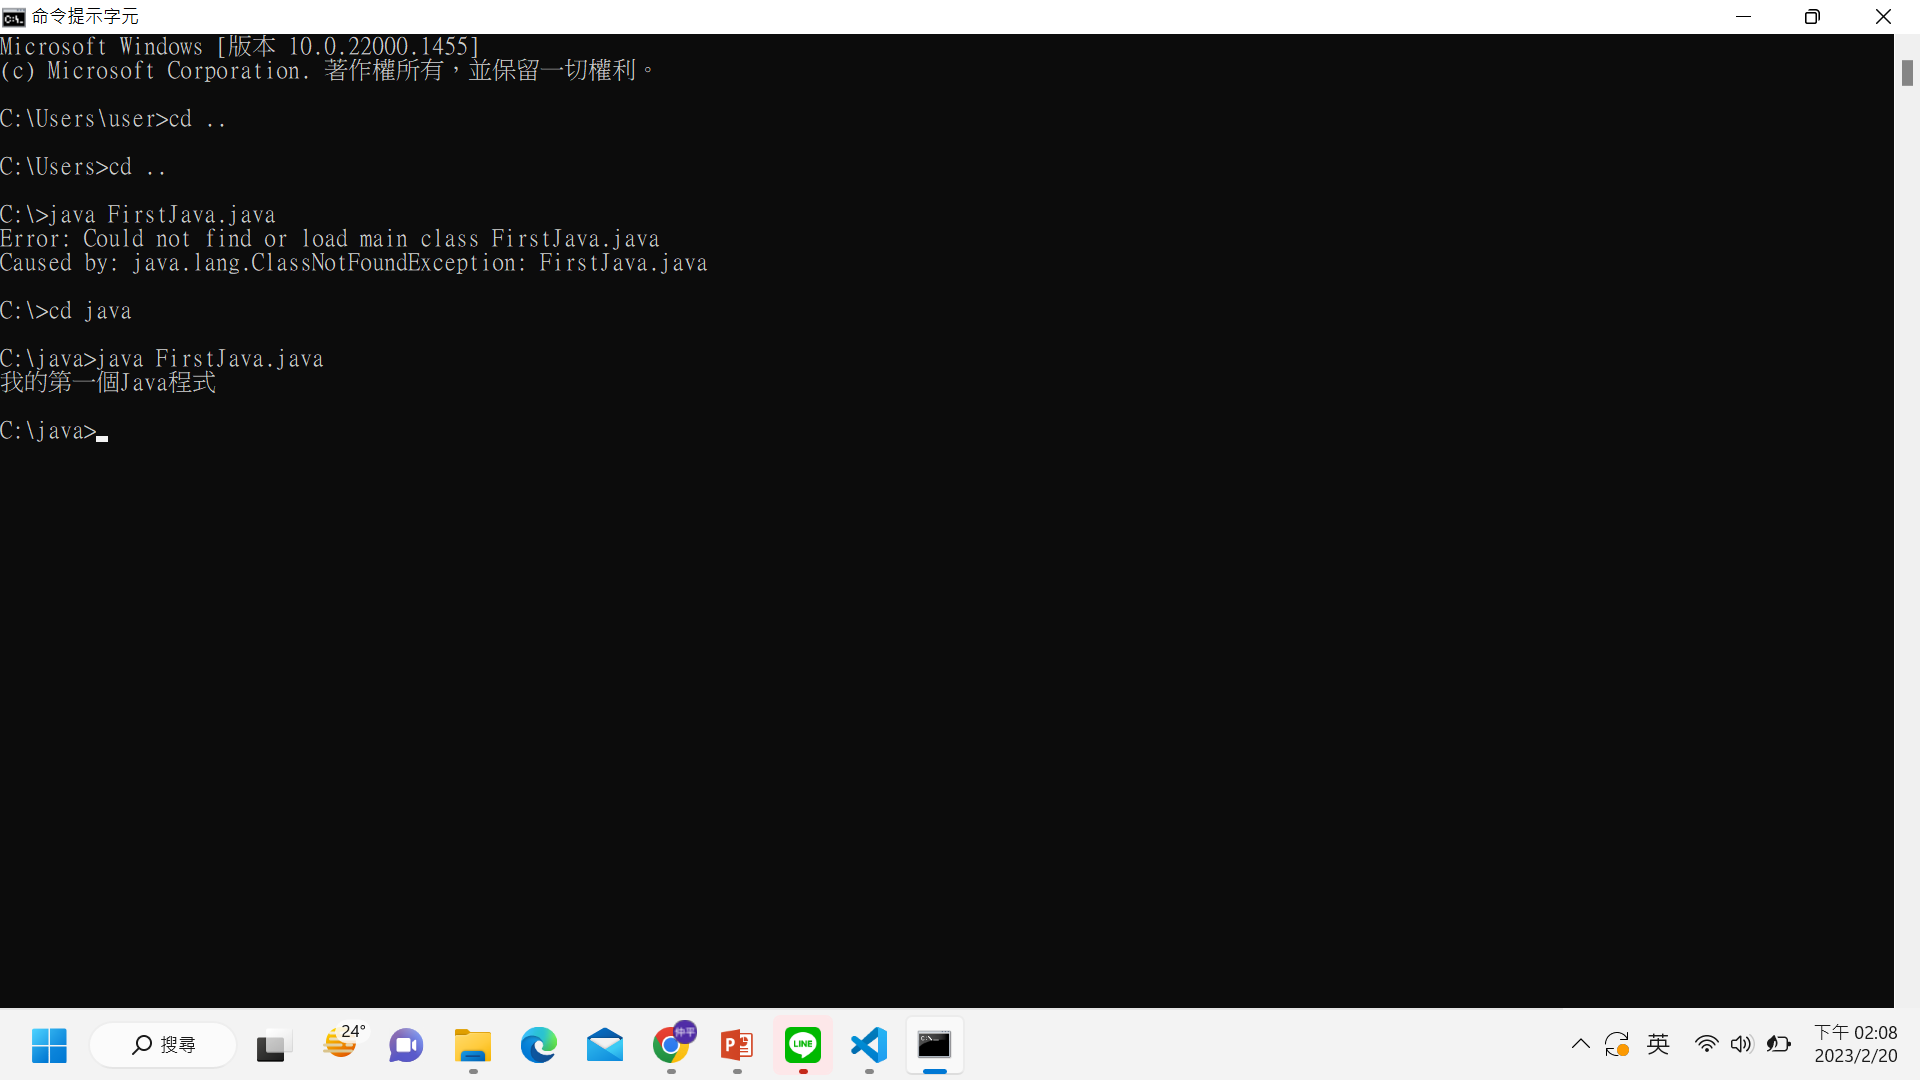 命令提示字元
Microsoft Windows [版本 10.0.22000.1455]
(c) Microsoft Corporation. 著作權所有，並保留一切權利。
C:\Users\user>cd ..
C:\Users>cd ..
C:\>java FirstJava.java
Error: Could not find or load main class FirstJava.java
Caused by: java.lang.ClassNotFoundException: FirstJava.java
C:\>cd java
C:\java>java FirstJava.java
我的第一個Java程式
C:\java>
搜尋
24°
仲平
LINE
英
下午 02:08
2023/2/20